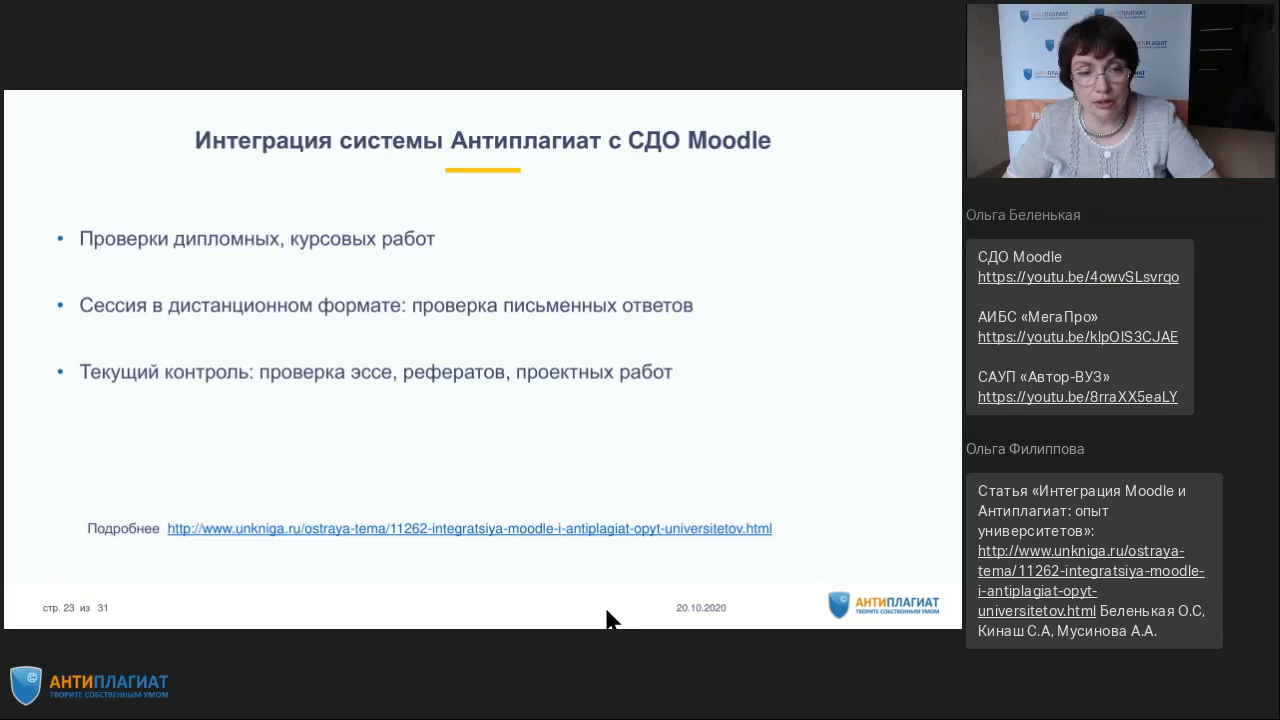 Интеграция системы Антиплагиат с СДО Moodle
• Проверки дипломных, курсовых работ
• Сессия в дистанционном формате: проверка письменных ответов
• Текущий контроль: проверка эссе, рефератов, проектных работ
Подробнее http://www.unkniga.ru/ostraya-tema/11262-integratsiya-moodle-i-antiplagiat-opyt-universitetov.html
стр. 23 из 31
20.10.2020
АНТИПЛАГИАТ
ТВОРИТЕ СОБСТВЕННЫМ УМОМ
© АНТИПЛАГИАТ
ТВОРИТЕ СОБСТВЕННЫМ УМОМ
Ольга Беленькая
СДО Moodle
https://youtu.be/4owvSLsvrqo
АИБС «МегаПро»
https://youtu.be/klpOlS3CJAE
САУП «Автор-ВУЗ»
https://youtu.be/8rraXX5eaLY
Ольга Филиппова
Статья «Интеграция Moodle и
Антиплагиат: опыт
университетов»:
http://www.unkniga.ru/ostraya-
tema/11262-integratsiya-moodle-
i-antiplagiat-opyt-
universitetov.html Беленькая О.С,
Кинаш С.А, Мусинова А.А.